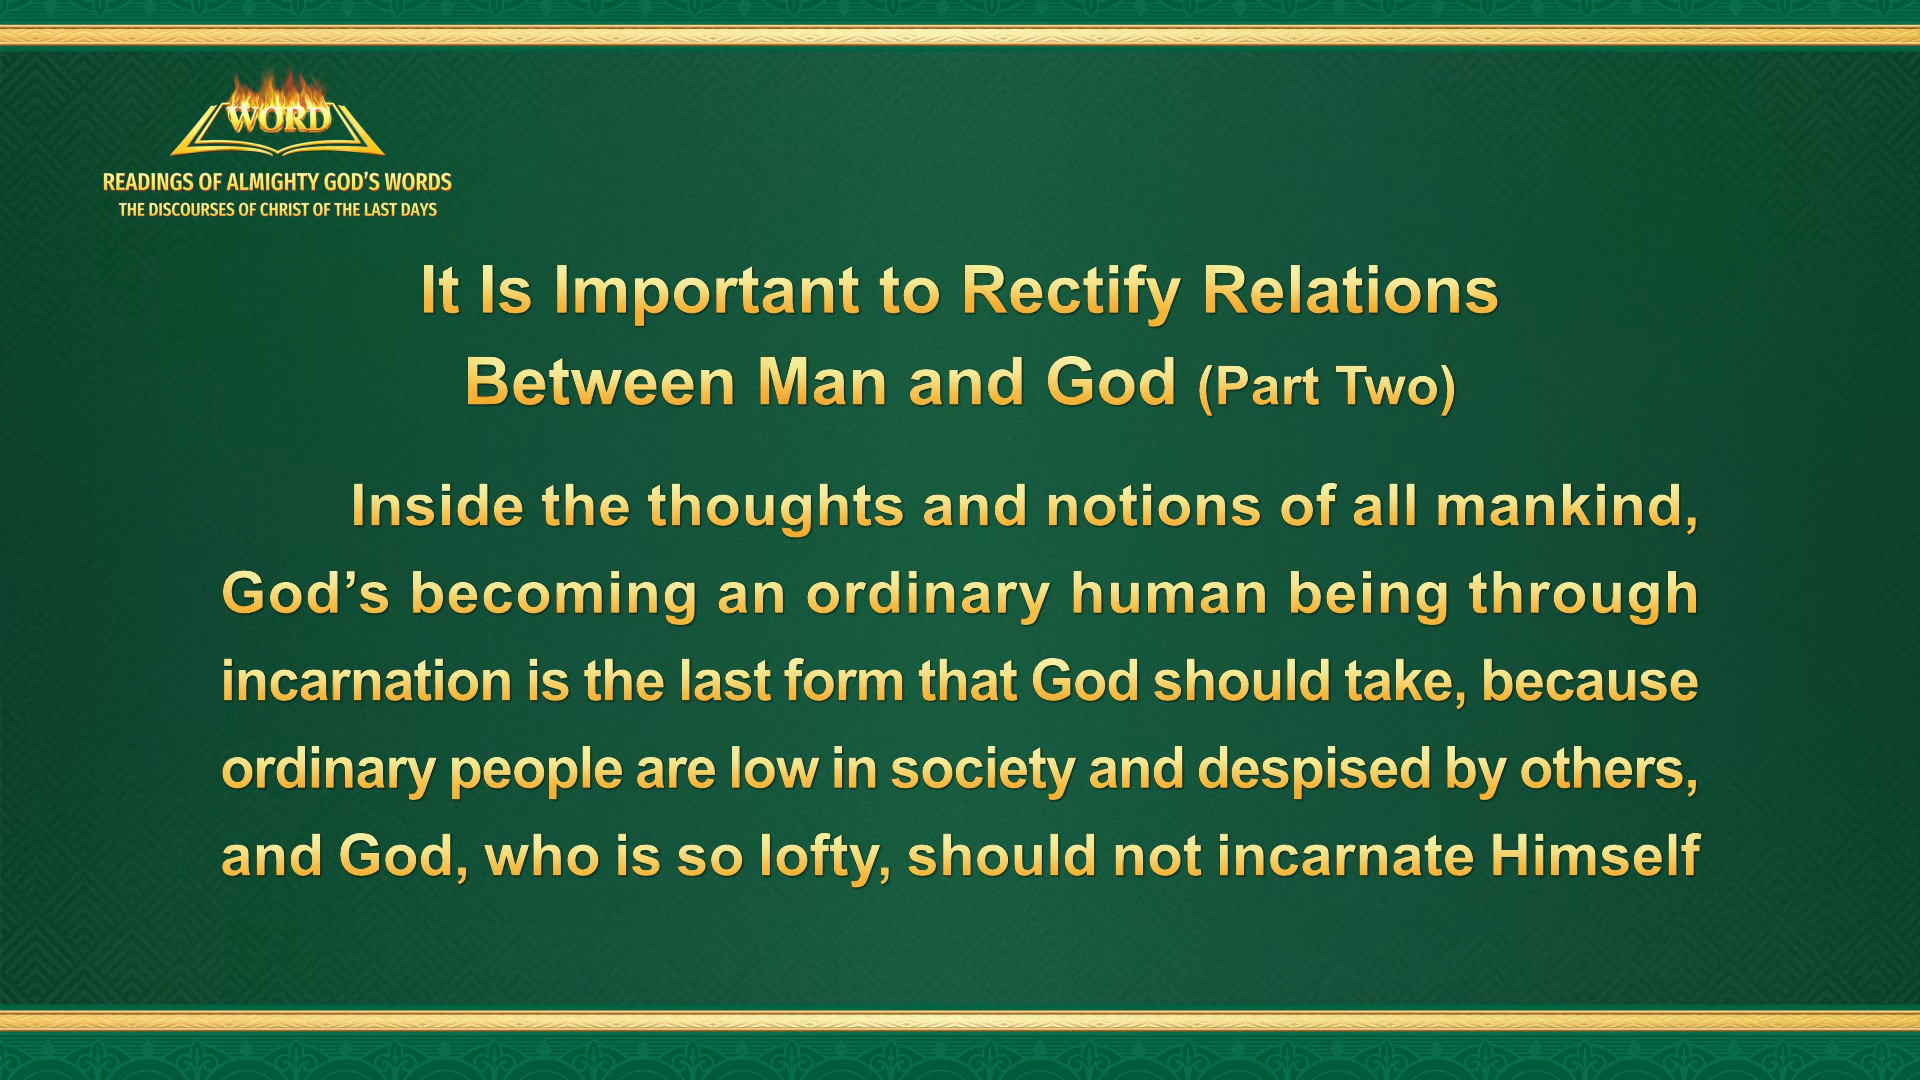 WORD
READINGS OF ALMIGHTY GOD’S WORDS
THE DISCOURSES OF CHRIST OF THE LAST DAYS
It Is Important to Rectify Relations
Between Man and God (Part Two)
Inside the thoughts and notions of all mankind,
God’s becoming an ordinary human being through
incarnation is the last form that God should take, because
ordinary people are low in society and despised by others,
and God, who is so lofty, should not incarnate Himself